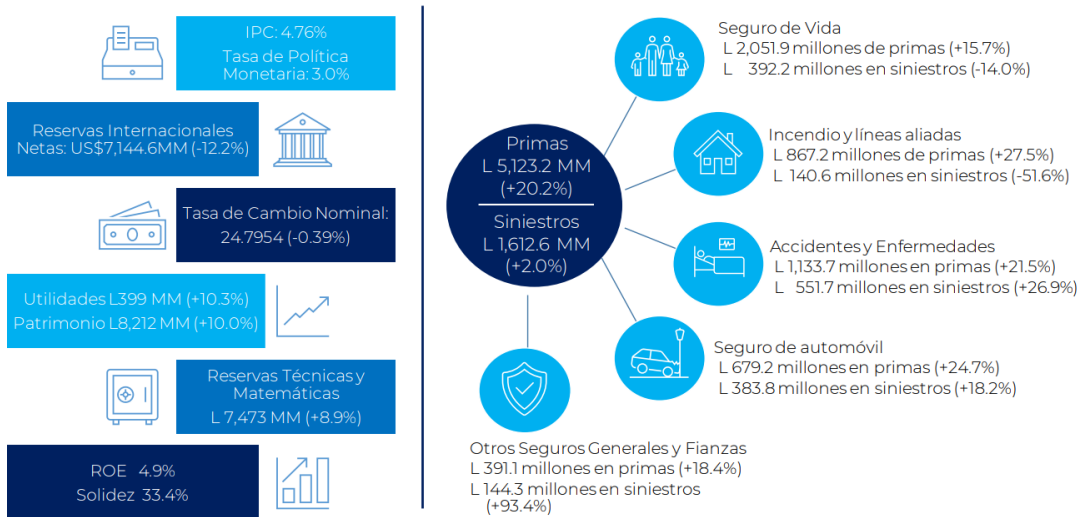 IPC: 4.76%
Tasa de Política
Monetaria: 3.0%
Reservas Internacionales
Netas: US$7,144.6MM (-12.2%)
Tasa de Cambio Nominal:
24.7954 (-0.39%)
Utilidades L399 MM (+10.3%)
Patrimonio L8,212 MM (+10.0%)
Reservas Técnicas y
Matemáticas
L 7,473 MM (+8.9%)
ROE 4.9%
Solidez 33.4%
Primas
L 5,123.2 MM
(+20.2%)
Siniestros
L 1,612.6 MM
(+2.0%)
Seguro de Vida
L 2,051.9 millones de primas (+15.7%)
L 392.2 millones en siniestros (-14.0%)
Incendio y líneas aliadas
L 867.2 millones de primas (+27.5%)
L 140.6 millones en siniestros (-51.6%)
Accidentes y Enfermedades
L 1,133.7 millones en primas (+21.5%)
L 551.7 millones en siniestros (+26.9%)
Seguro de automóvil
L 679.2 millones en primas (+24.7%)
L 383.8 millones en siniestros (+18.2%)
Otros Seguros Generales y Fianzas
L 391.1 millones en primas (+18.4%)
L 144.3 millones en siniestros
(+93.4%)